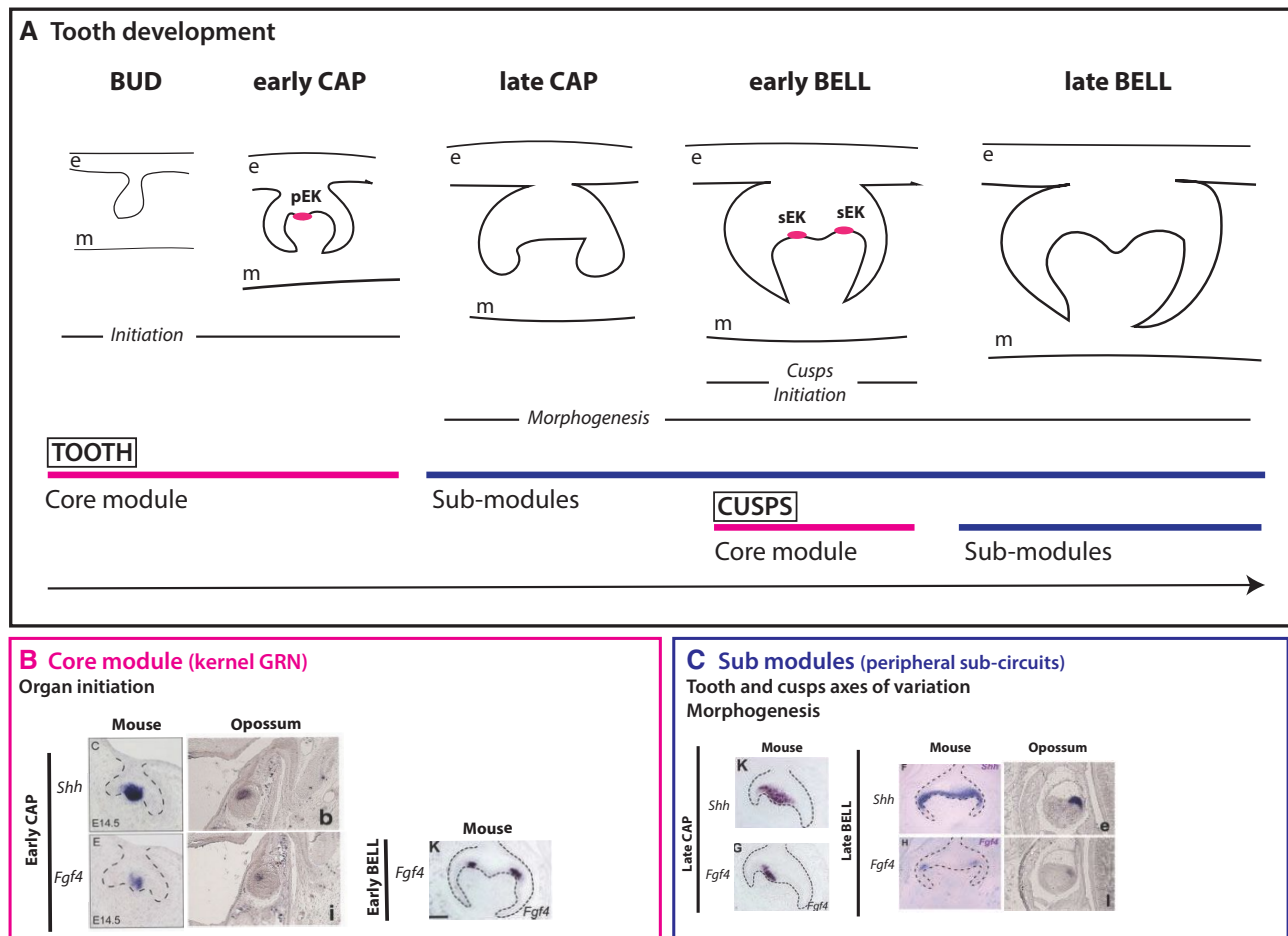 A Tooth development
BUD early CAP late CAP early BELL late BELL
e e e e e
pEK sEK sEK
m m m m m
Initiation
Cusps
Initiation
Morphogenesis
TOOTH
Core module Sub-modules
CUSPS
Core module Sub-modules
B Core module (kernel GRN)
Organ initiation
Mouse Opossum
Early CAP
Shh
C
E14.5
b
Fgf4
E
E14.5
i
Mouse
Early BELL
Fgf4
K
Fgf4
C Sub modules (peripheral sub-circuits)
Tooth and cusps axes of variation
Morphogenesis
Mouse
Late CAP
Shh
K
Fgf4
G
Fgf4
Mouse Opossum
Late BELL
Shh
F Shh
e
Fgf4
H Fgf4
l